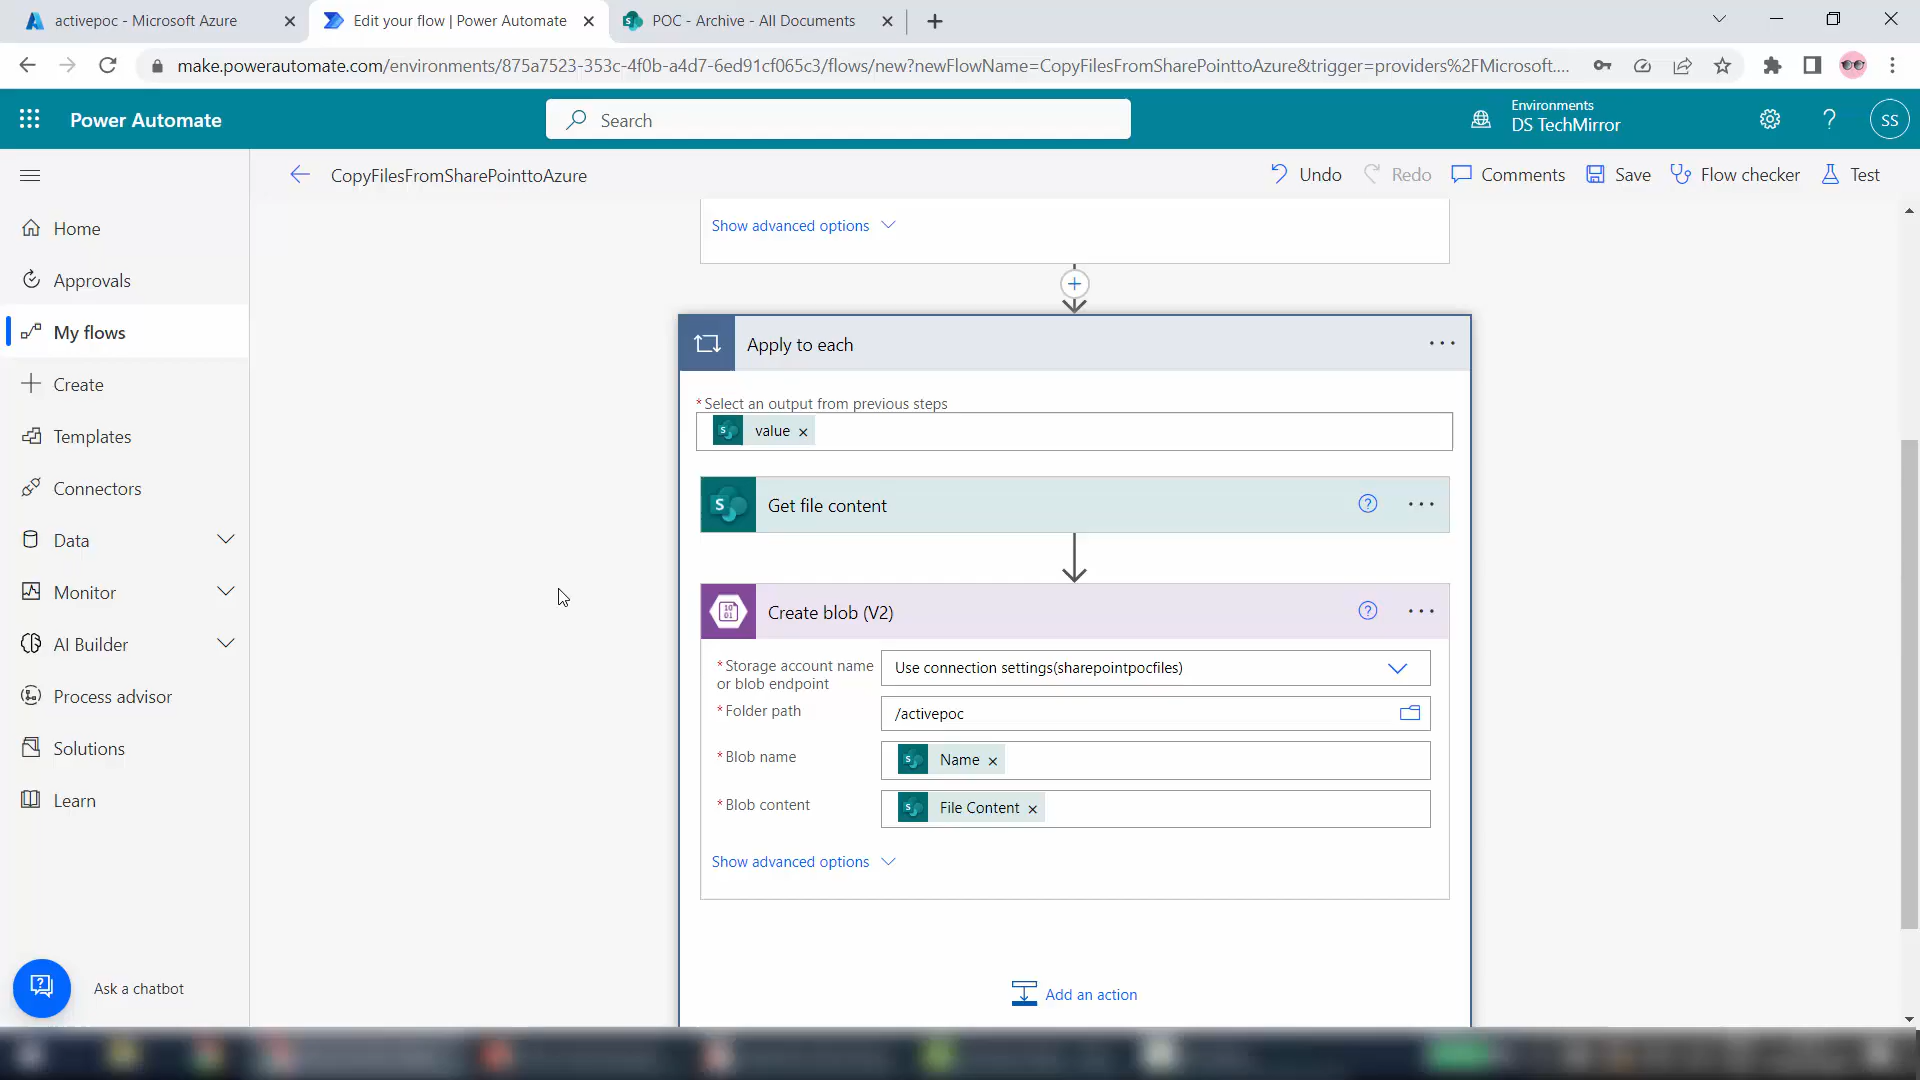 activepoc - Microsoft Azure
Edit your flow | Power Automate
POC - Archive - All Documents
make.powerautomate.com/environments/875a7523-353c-4f0b-a4d7-6ed91cf065c3/flows/new?newFlowName=CopyFilesFromSharePointtoAzure&trigger=providers%2FMicrosoft....
Power Automate
Search
Environments
DS TechMirror
SS
CopyFilesFromSharePointtoAzure
Undo
Redo
Comments
Save
Flow checker
Test
Home
Approvals
My flows
Create
Templates
Connectors
Data
Monitor
AI Builder
Process advisor
Solutions
Learn
Ask a chatbot
Show advanced options
Apply to each
* Select an output from previous steps
value
Get file content
Create blob (V2)
* Storage account name
or blob endpoint
Use connection settings(sharepointpocfiles)
* Folder path
/activepoc
* Blob name
Name
* Blob content
File Content
Show advanced options
Add an action